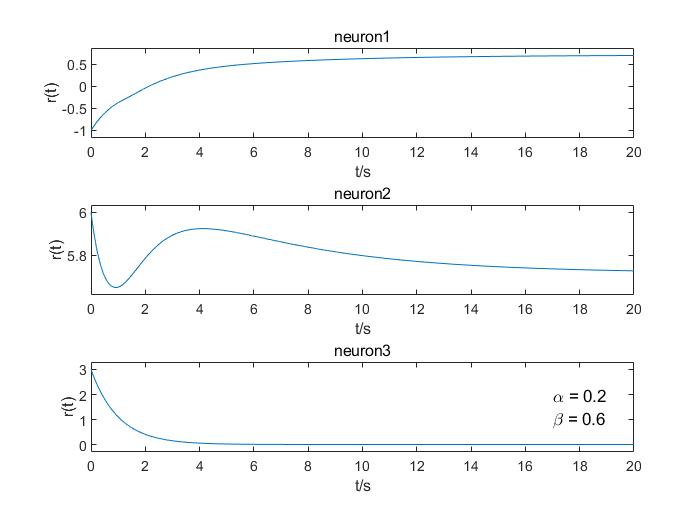 neuron1
r(t)
0.5
0
-0.5
-1
0 2 4 6 8 10 12 14 16 18 20
t/s
neuron2
r(t)
6
5.8
0 2 4 6 8 10 12 14 16 18 20
t/s
neuron3
r(t)
3
2
1
0
α = 0.2
β = 0.6
0 2 4 6 8 10 12 14 16 18 20
t/s